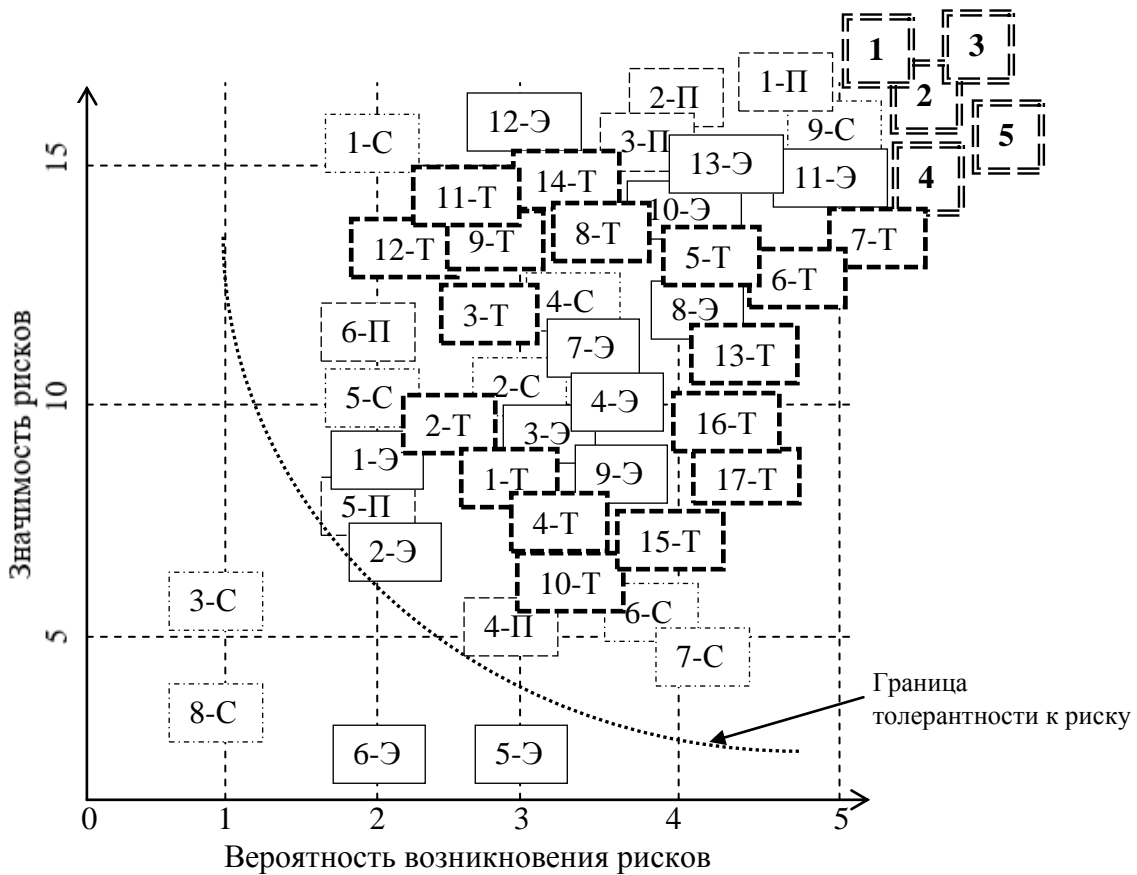 1
3
2
1-П
2-П
12-Э
9-С
5
1-С
3-П
15
13-Э
14-Т
11-Э
4
11-Т
10-Э
8-Т
7-Т
12-Т
9-Т
5-Т
6-Т
4-С
8-Э
3-Т
6-П
7-Э
13-Т
5-С
2-С
10
4-Э
2-Т
16-Т
3-Э
1-Э
1-Т
9-Э
17-Т
5-П
4-Т
2-Э
15-Т
10-Т
3-С
6-С
5
4-П
7-С
Значимость рисков
8-С
Граница
толерантности к риску
6-Э
5-Э
0
1
2
3
4
5
Вероятность возникновения рисков